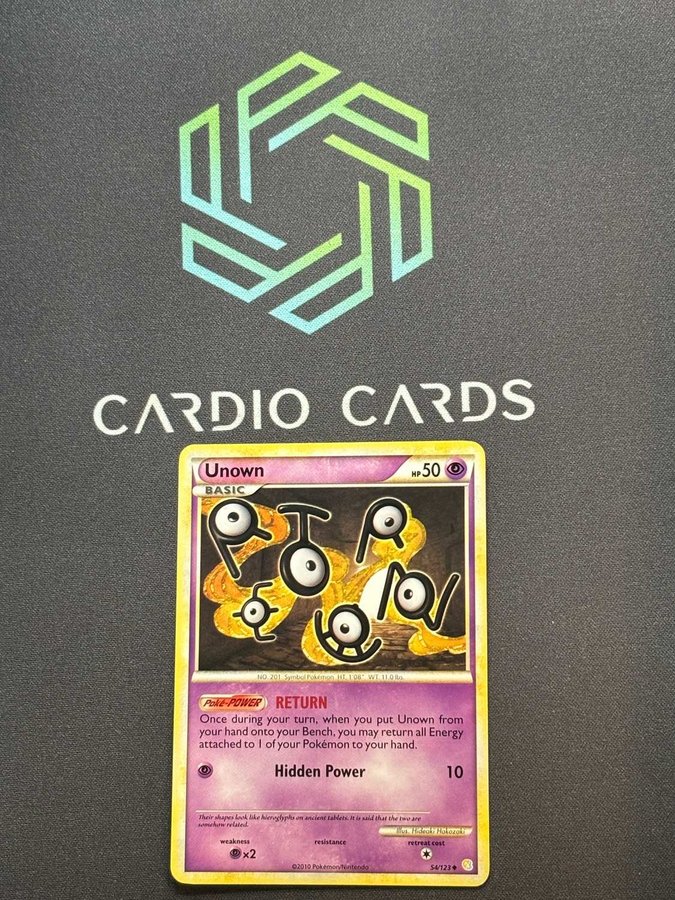 CARDIO CARDS
Unown
HP 50
BASIC
NO. 201 Symbol Pokémon HT. 1'08" WT. 11.0 lbs.
Poké-POWER RETURN
Once during your turn, when you put Unown from
your hand onto your Bench, you may return all Energy
attached to 1 of your Pokémon to your hand.
Hidden Power 10
Their shapes look like hieroglyphs on ancient tablets. It is said that the two are
somehow related.
Illus. Hideaki Hakozaki
weakness resistance retreat cost
×2
©2010 Pokémon/Nintendo 54/123